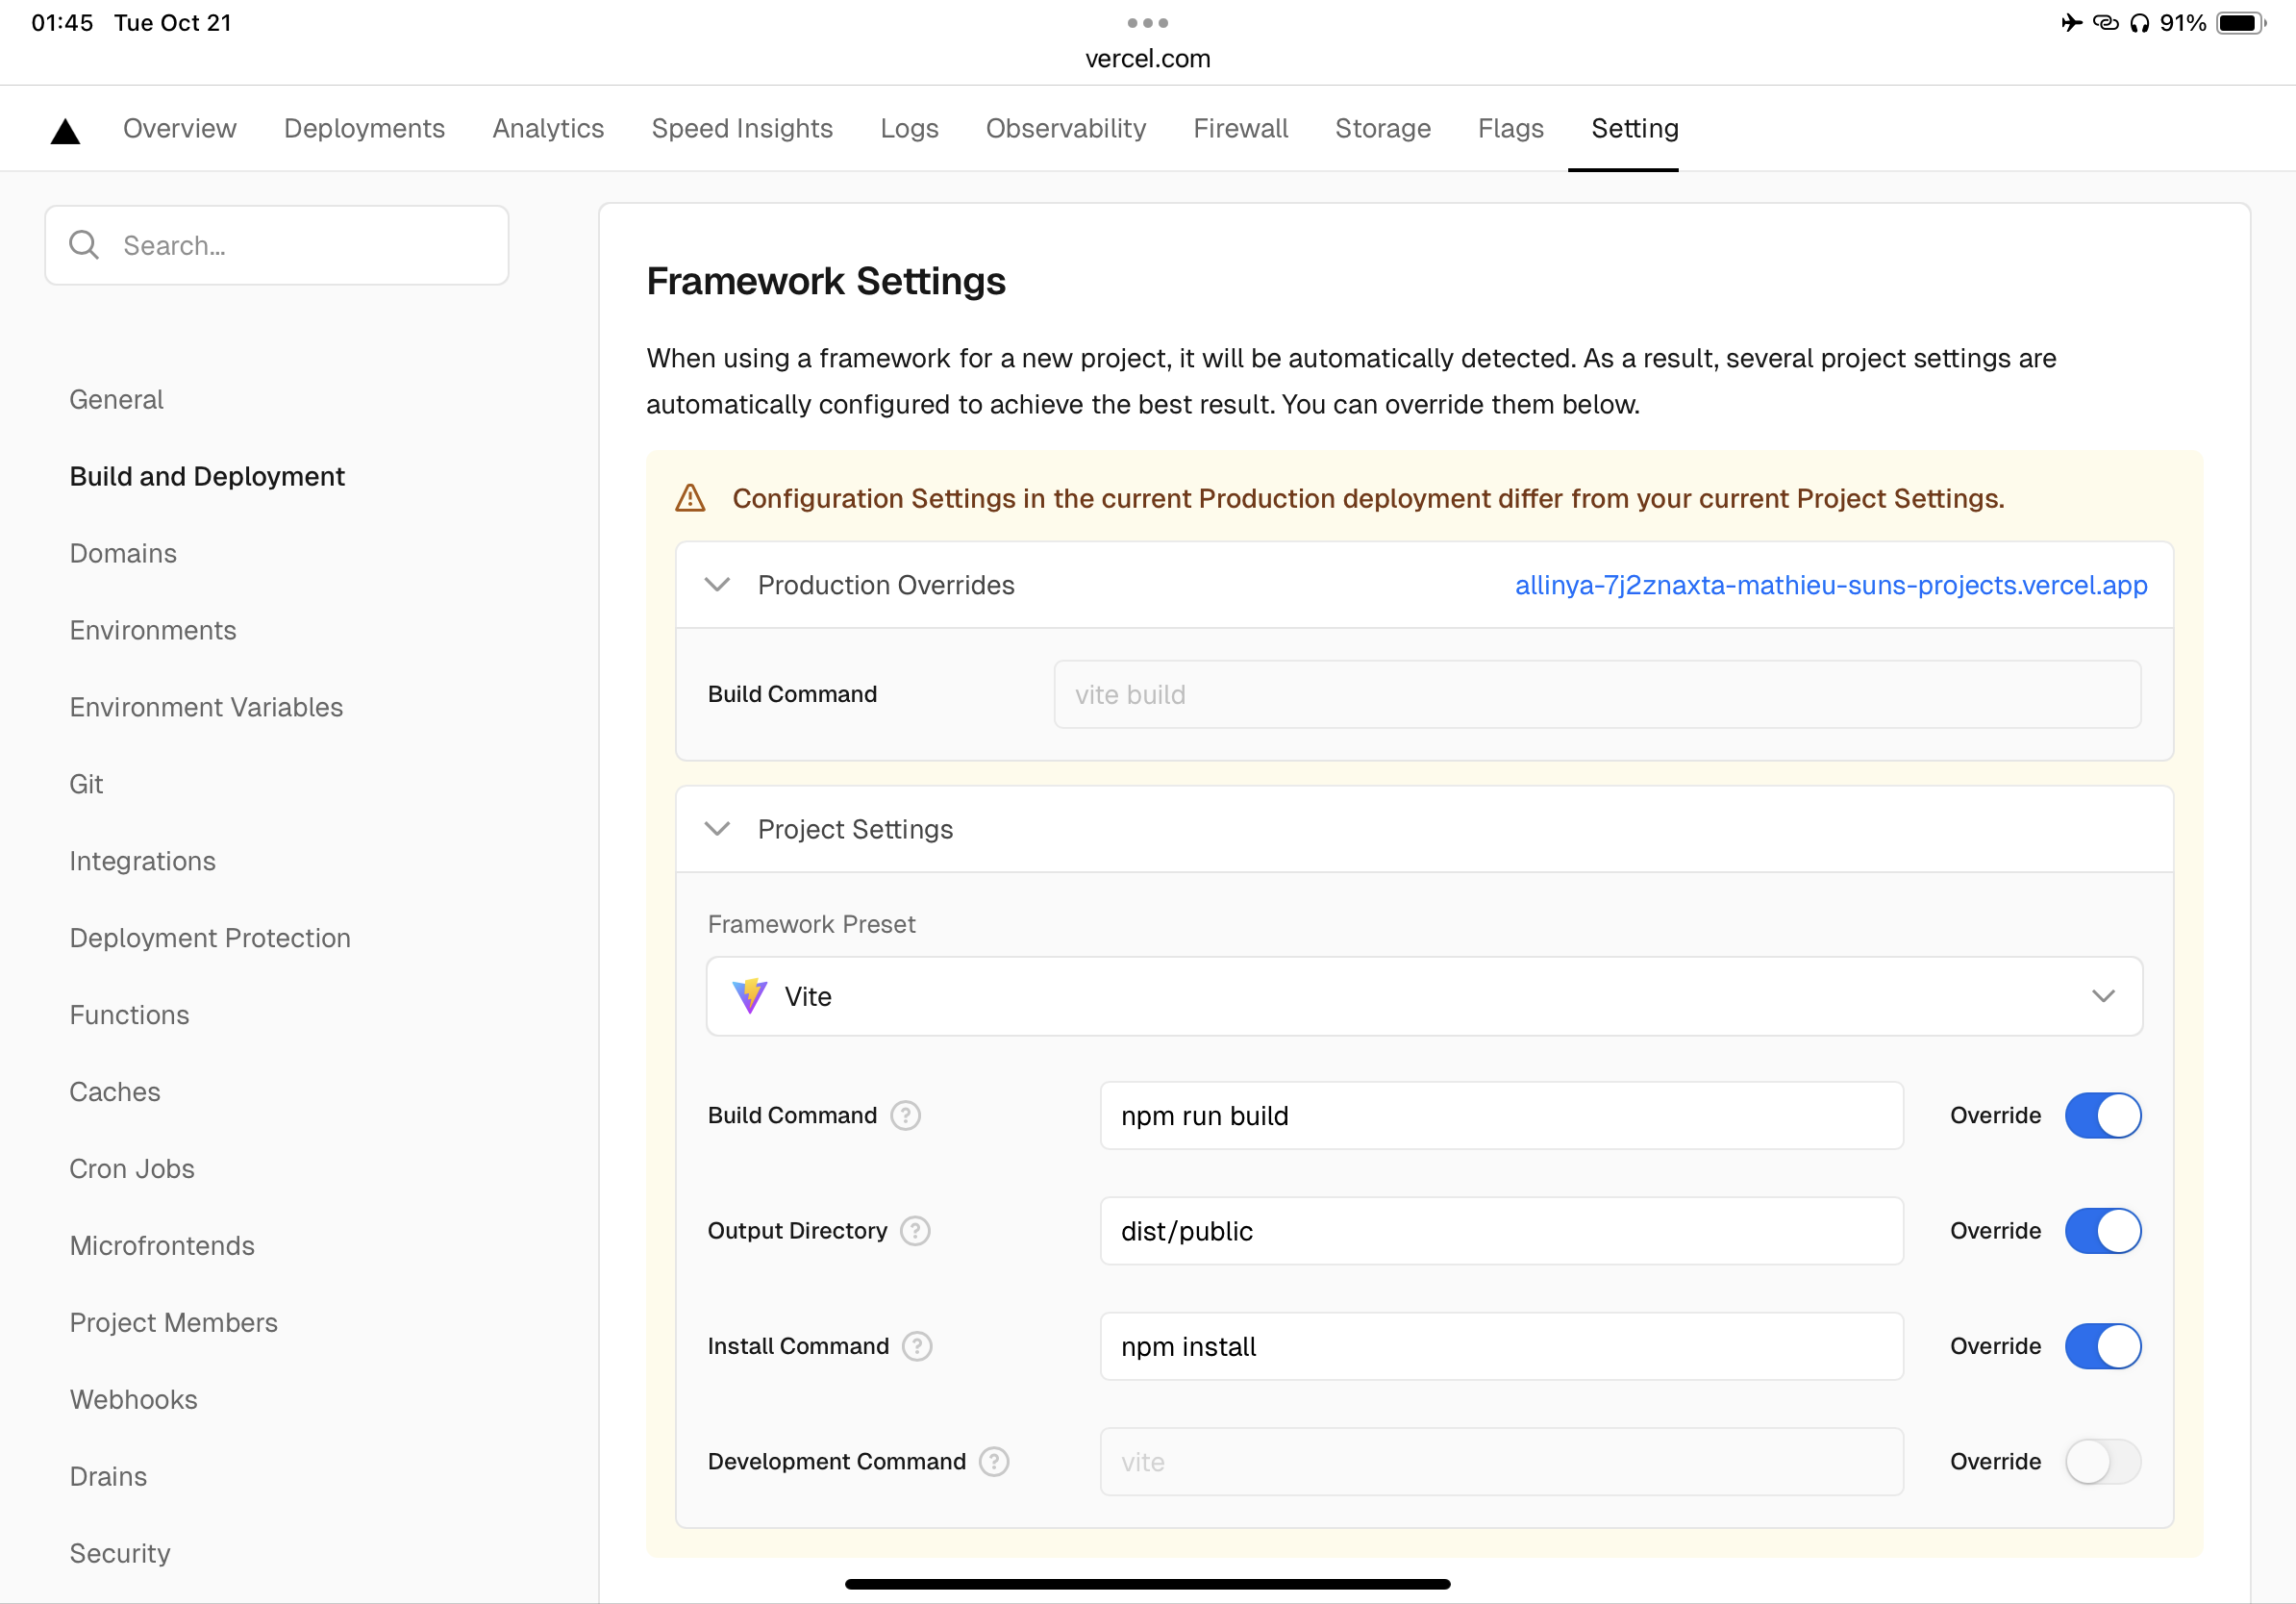 01:45 Tue Oct 21
91%
vercel.com
Overview Deployments Analytics Speed Insights Logs Observability Firewall Storage Flags Setting
Search...
General
Build and Deployment
Domains
Environments
Environment Variables
Git
Integrations
Deployment Protection
Functions
Caches
Cron Jobs
Microfrontends
Project Members
Webhooks
Drains
Security
Framework Settings
When using a framework for a new project, it will be automatically detected. As a result, several project settings are
automatically configured to achieve the best result. You can override them below.
Configuration Settings in the current Production deployment differ from your current Project Settings.
Production Overrides allinya-7j2znaxta-mathieu-suns-projects.vercel.app
Build Command vite build
Project Settings
Framework Preset
Vite
Build Command ? npm run build Override
Output Directory ? dist/public Override
Install Command ? npm install Override
Development Command ? vite Override